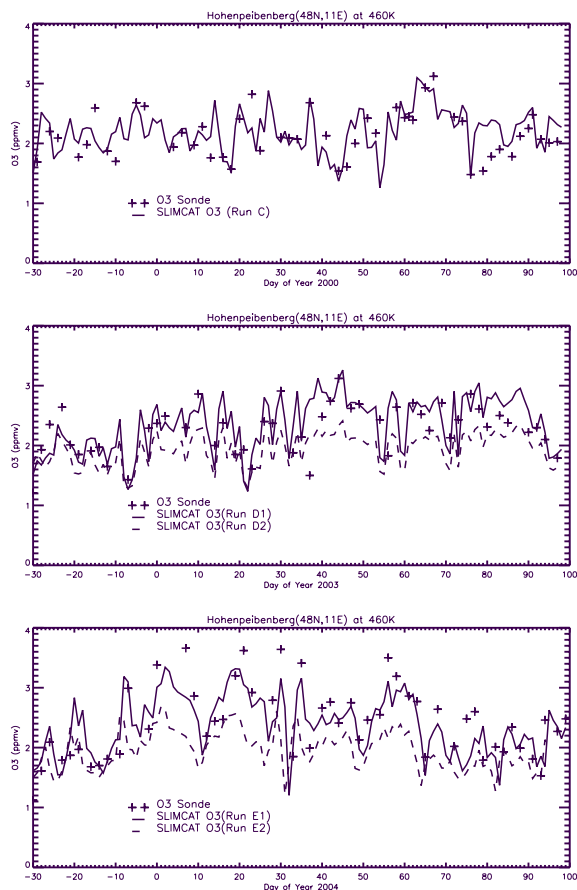 Hohenpeibenberg(48N,11E) at 460K
4
3
2
1
0
O3 (ppmv)
++ O3 Sonde
SLIMCAT O3 (Run C)
-30 -20 -10 0 10 20 30 40 50 60 70 80 90 100
Day of Year 2000
Hohenpeibenberg(48N,11E) at 460K
4
3
2
1
0
O3 (ppmv)
++ O3 Sonde
SLIMCAT O3(Run D1)
SLIMCAT O3(Run D2)
-30 -20 -10 0 10 20 30 40 50 60 70 80 90 100
Day of Year 2003
Hohenpeibenberg(48N,11E) at 460K
4
3
2
1
0
O3 (ppmv)
++ O3 Sonde
SLIMCAT O3(Run E1)
SLIMCAT O3(Run E2)
-30 -20 -10 0 10 20 30 40 50 60 70 80 90 100
Day of Year 2004